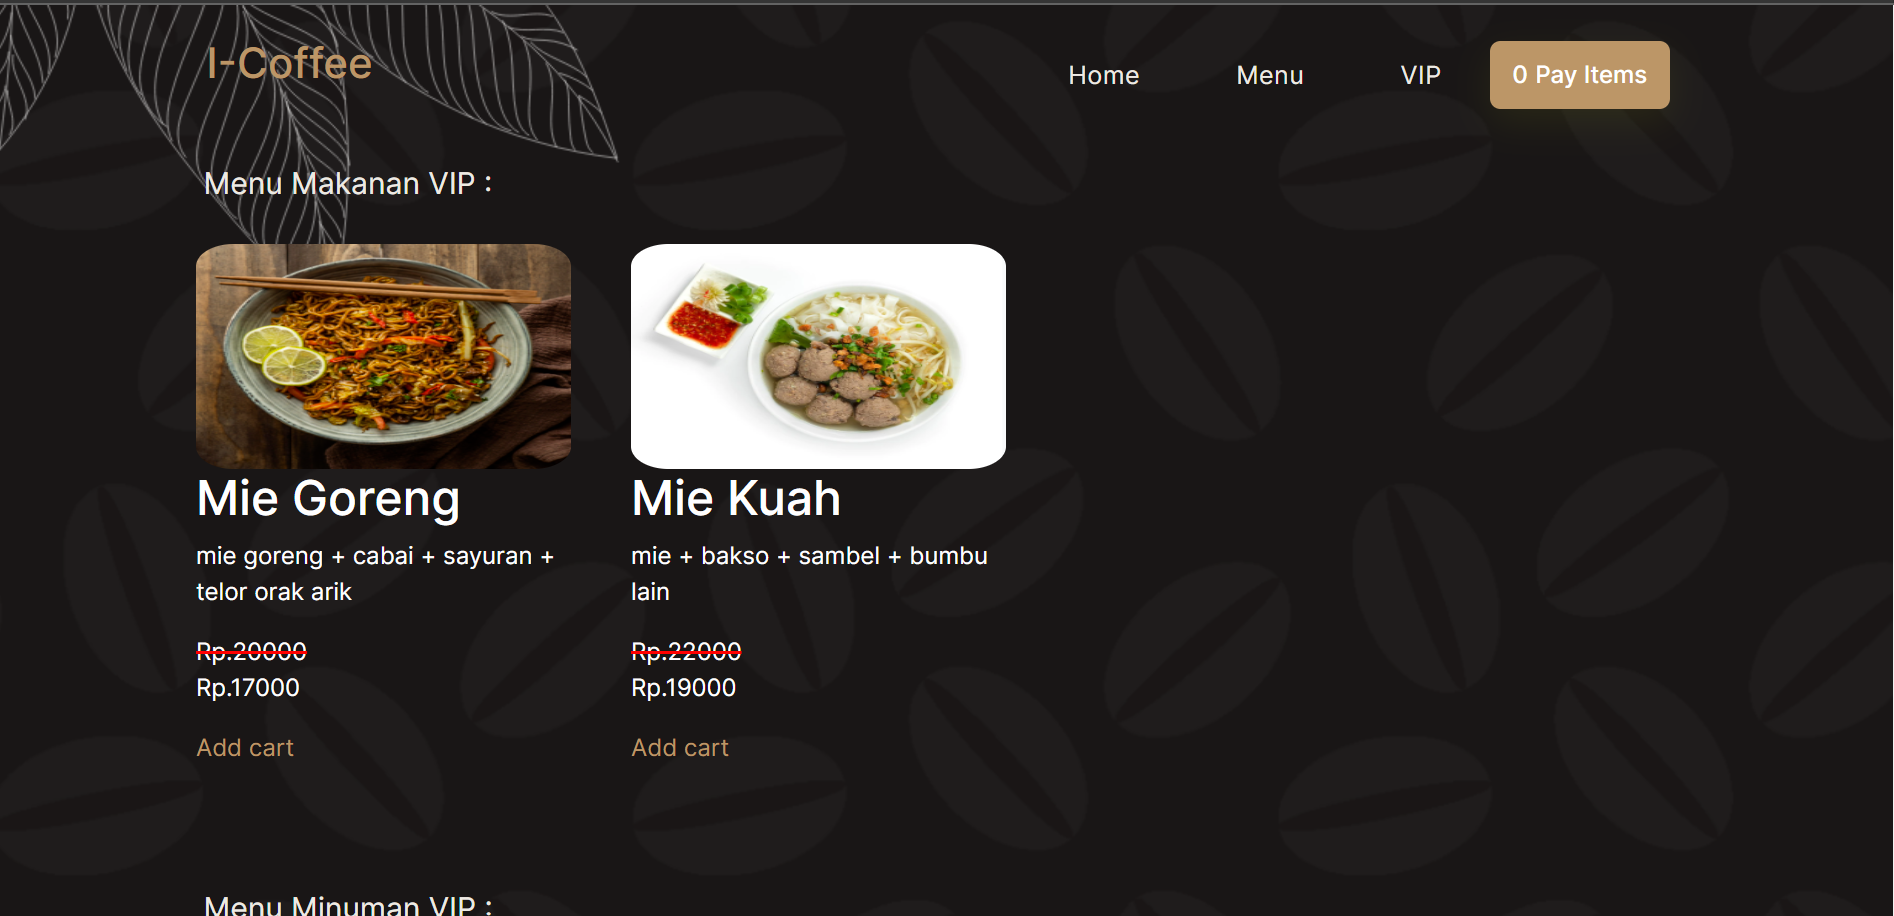 I-Coffee
Home
Menu
VIP
0 Pay Items
Menu Makanan VIP :
Mie Goreng
mie goreng + cabai + sayuran +
telor orak arik
Rp.20000
Rp.17000
Add cart
Mie Kuah
mie + bakso + sambel + bumbu
lain
Rp.22000
Rp.19000
Add cart
Menu Minuman VIP :